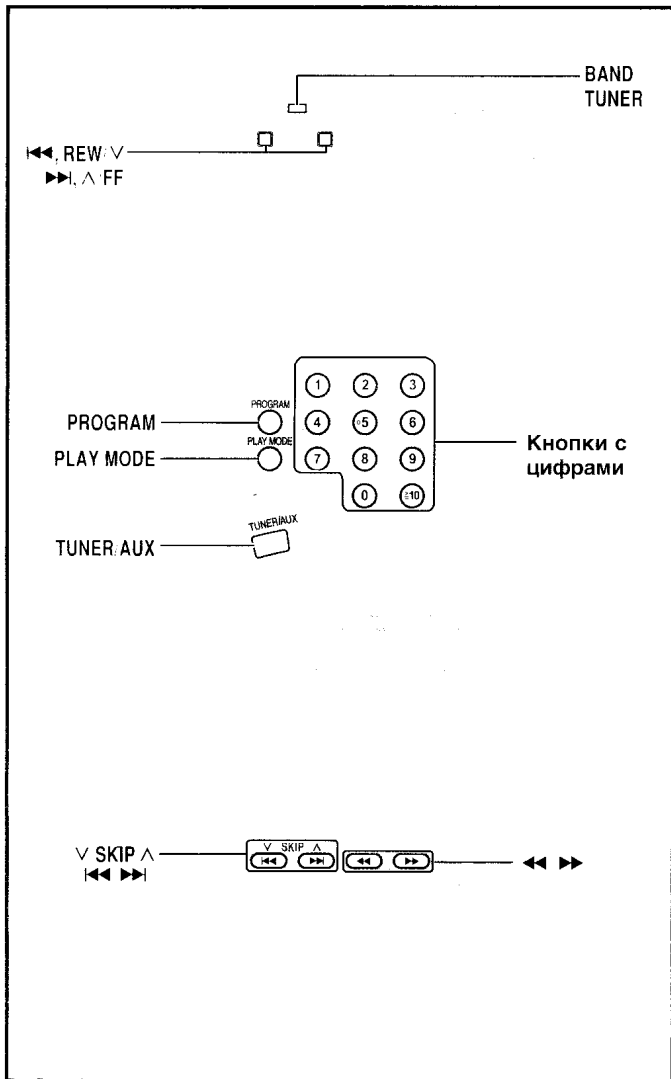 BAND
TUNER
⏮, REW/∨
⏭, ∧/FF
1 2 3
PROGRAM
PROGRAM
4 5 6
PLAY MODE
PLAY MODE
7 8 9
Кнопки с
цифрами
0 ≧10
TUNER/AUX
TUNER/AUX
∨ SKIP ∧
⏮ ⏭
∨ SKIP ∧
⏮ ⏭ ◀◀ ▶▶
◀◀ ▶▶